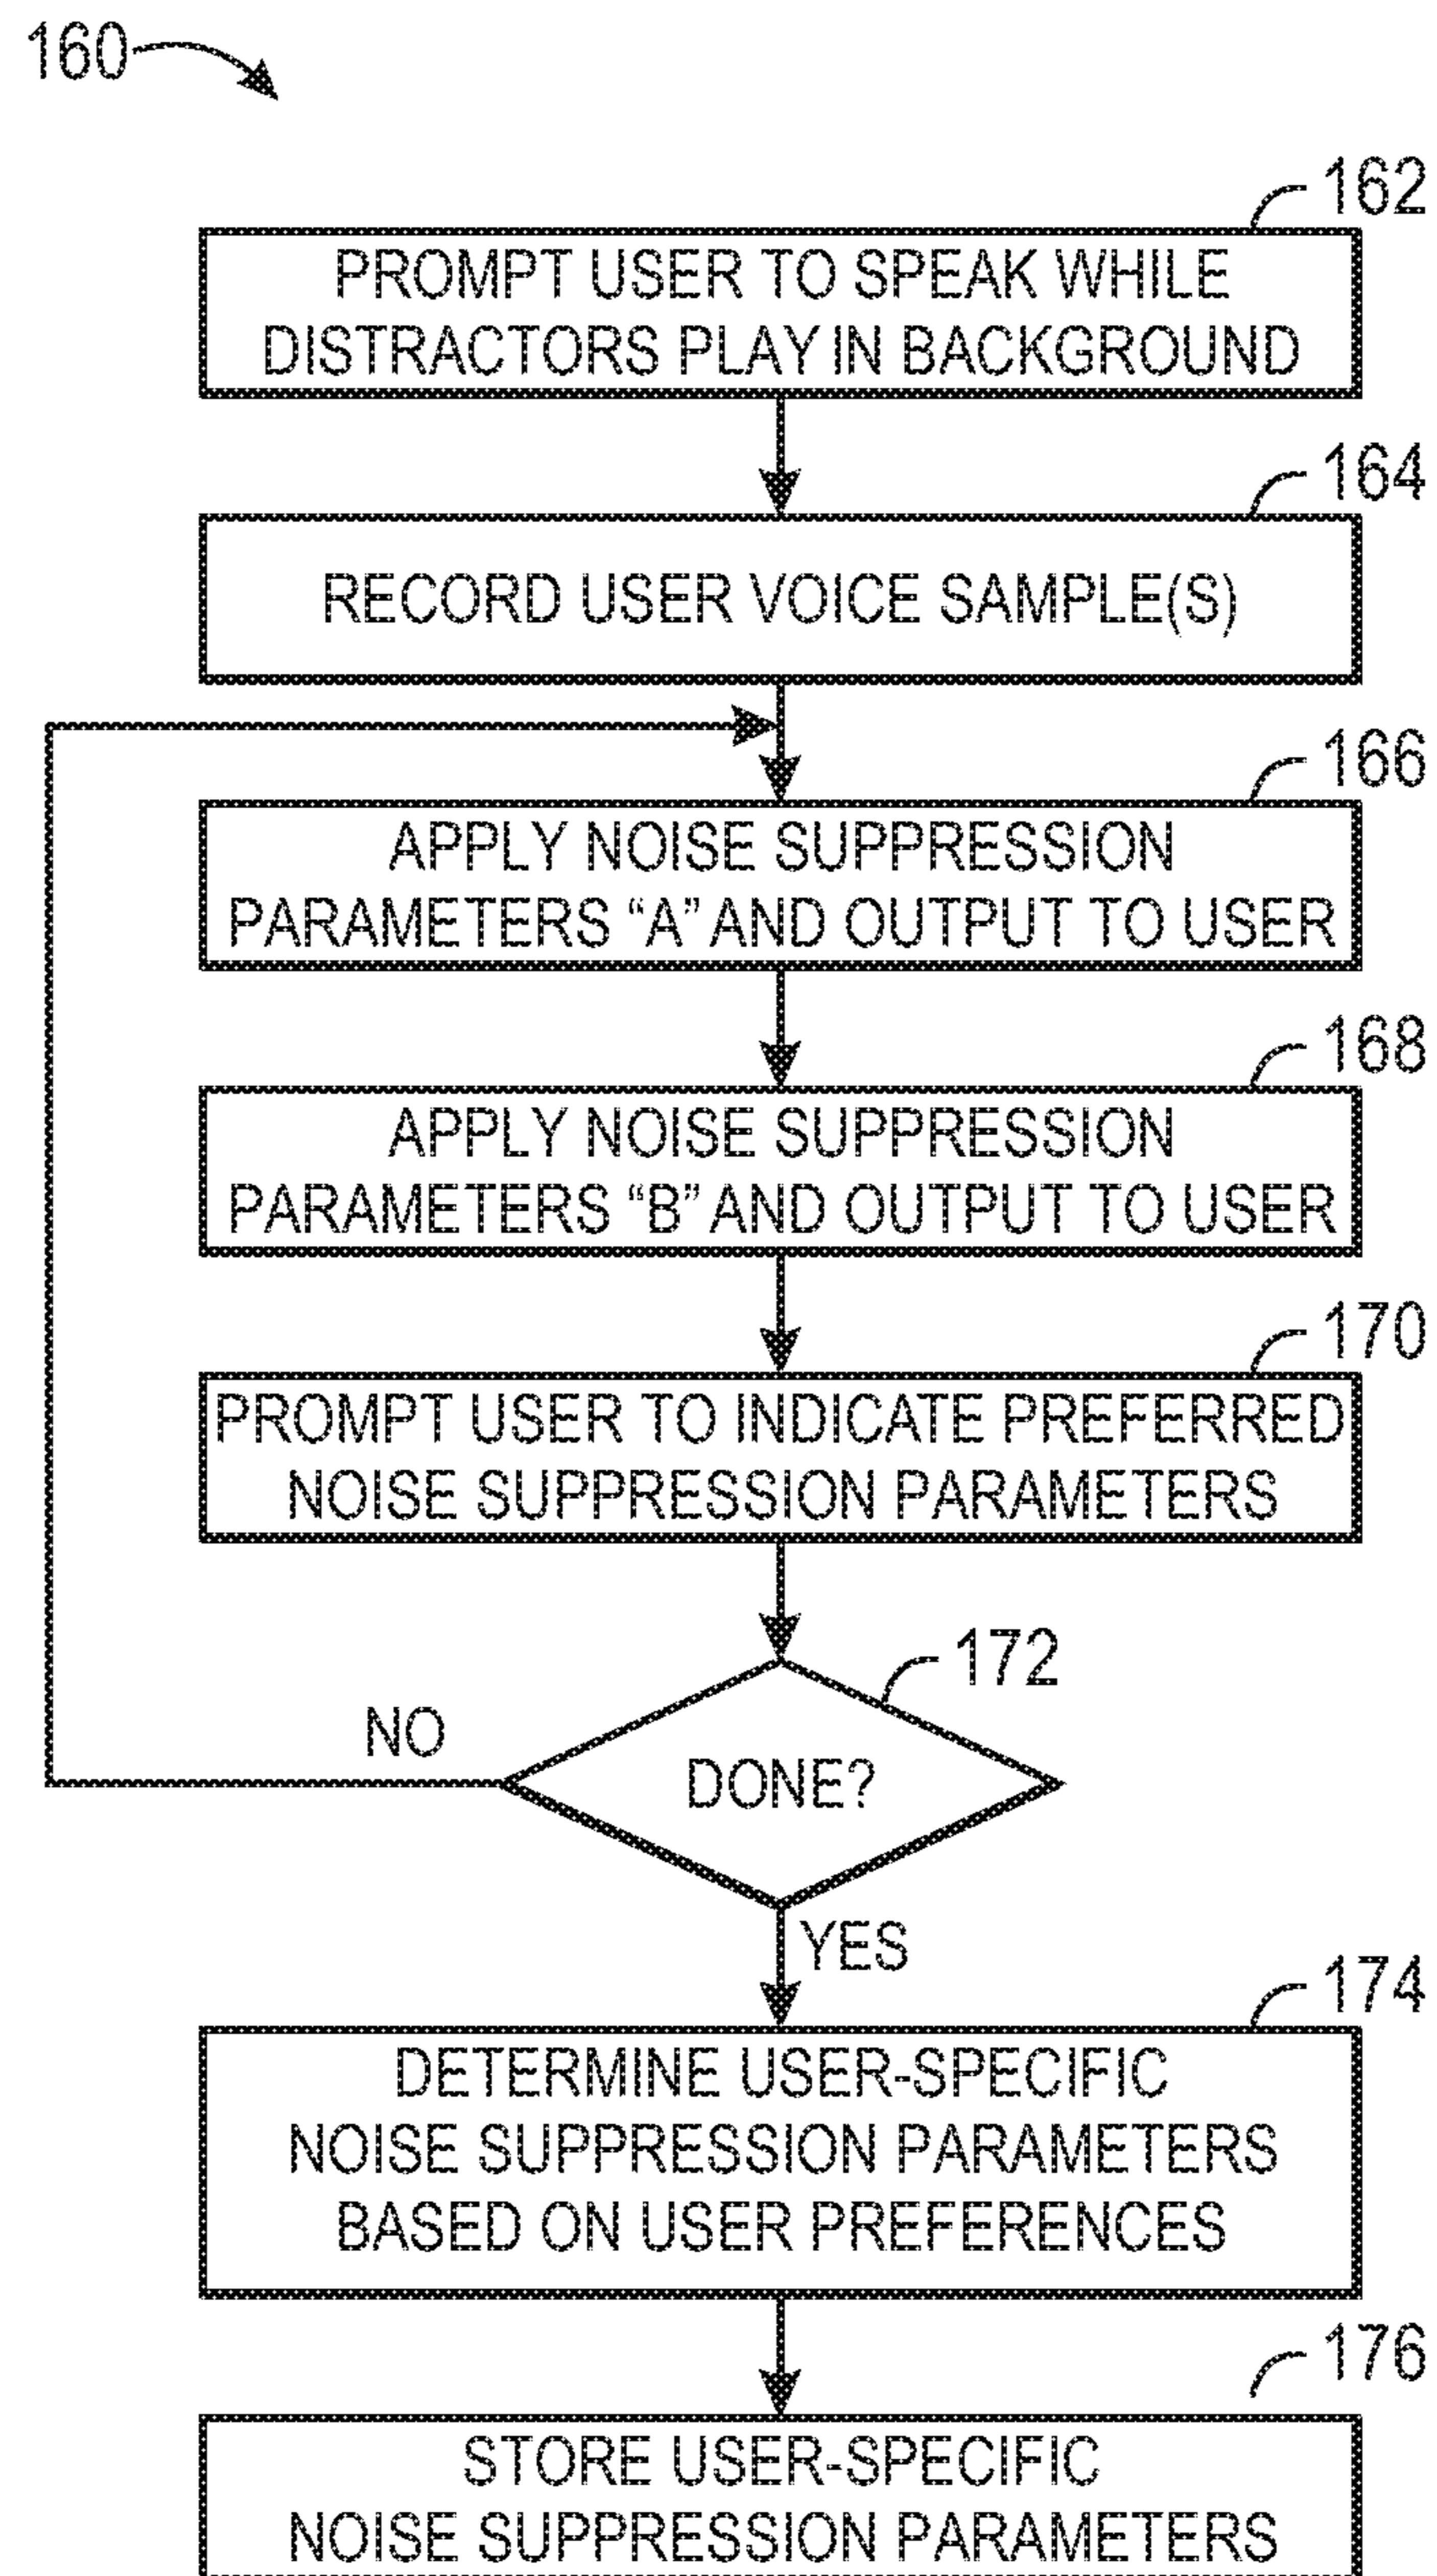 160
162
PROMPT USER TO SPEAK WHILE
DISTRACTORS PLAY IN BACKGROUND
164
RECORD USER VOICE SAMPLE(S)
166
APPLY NOISE SUPPRESSION
PARAMETERS “A” AND OUTPUT TO USER
168
APPLY NOISE SUPPRESSION
PARAMETERS “B” AND OUTPUT TO USER
170
PROMPT USER TO INDICATE PREFERRED
NOISE SUPPRESSION PARAMETERS
172
NO
DONE?
YES
174
DETERMINE USER-SPECIFIC
NOISE SUPPRESSION PARAMETERS
BASED ON USER PREFERENCES
176
STORE USER-SPECIFIC
NOISE SUPPRESSION PARAMETERS